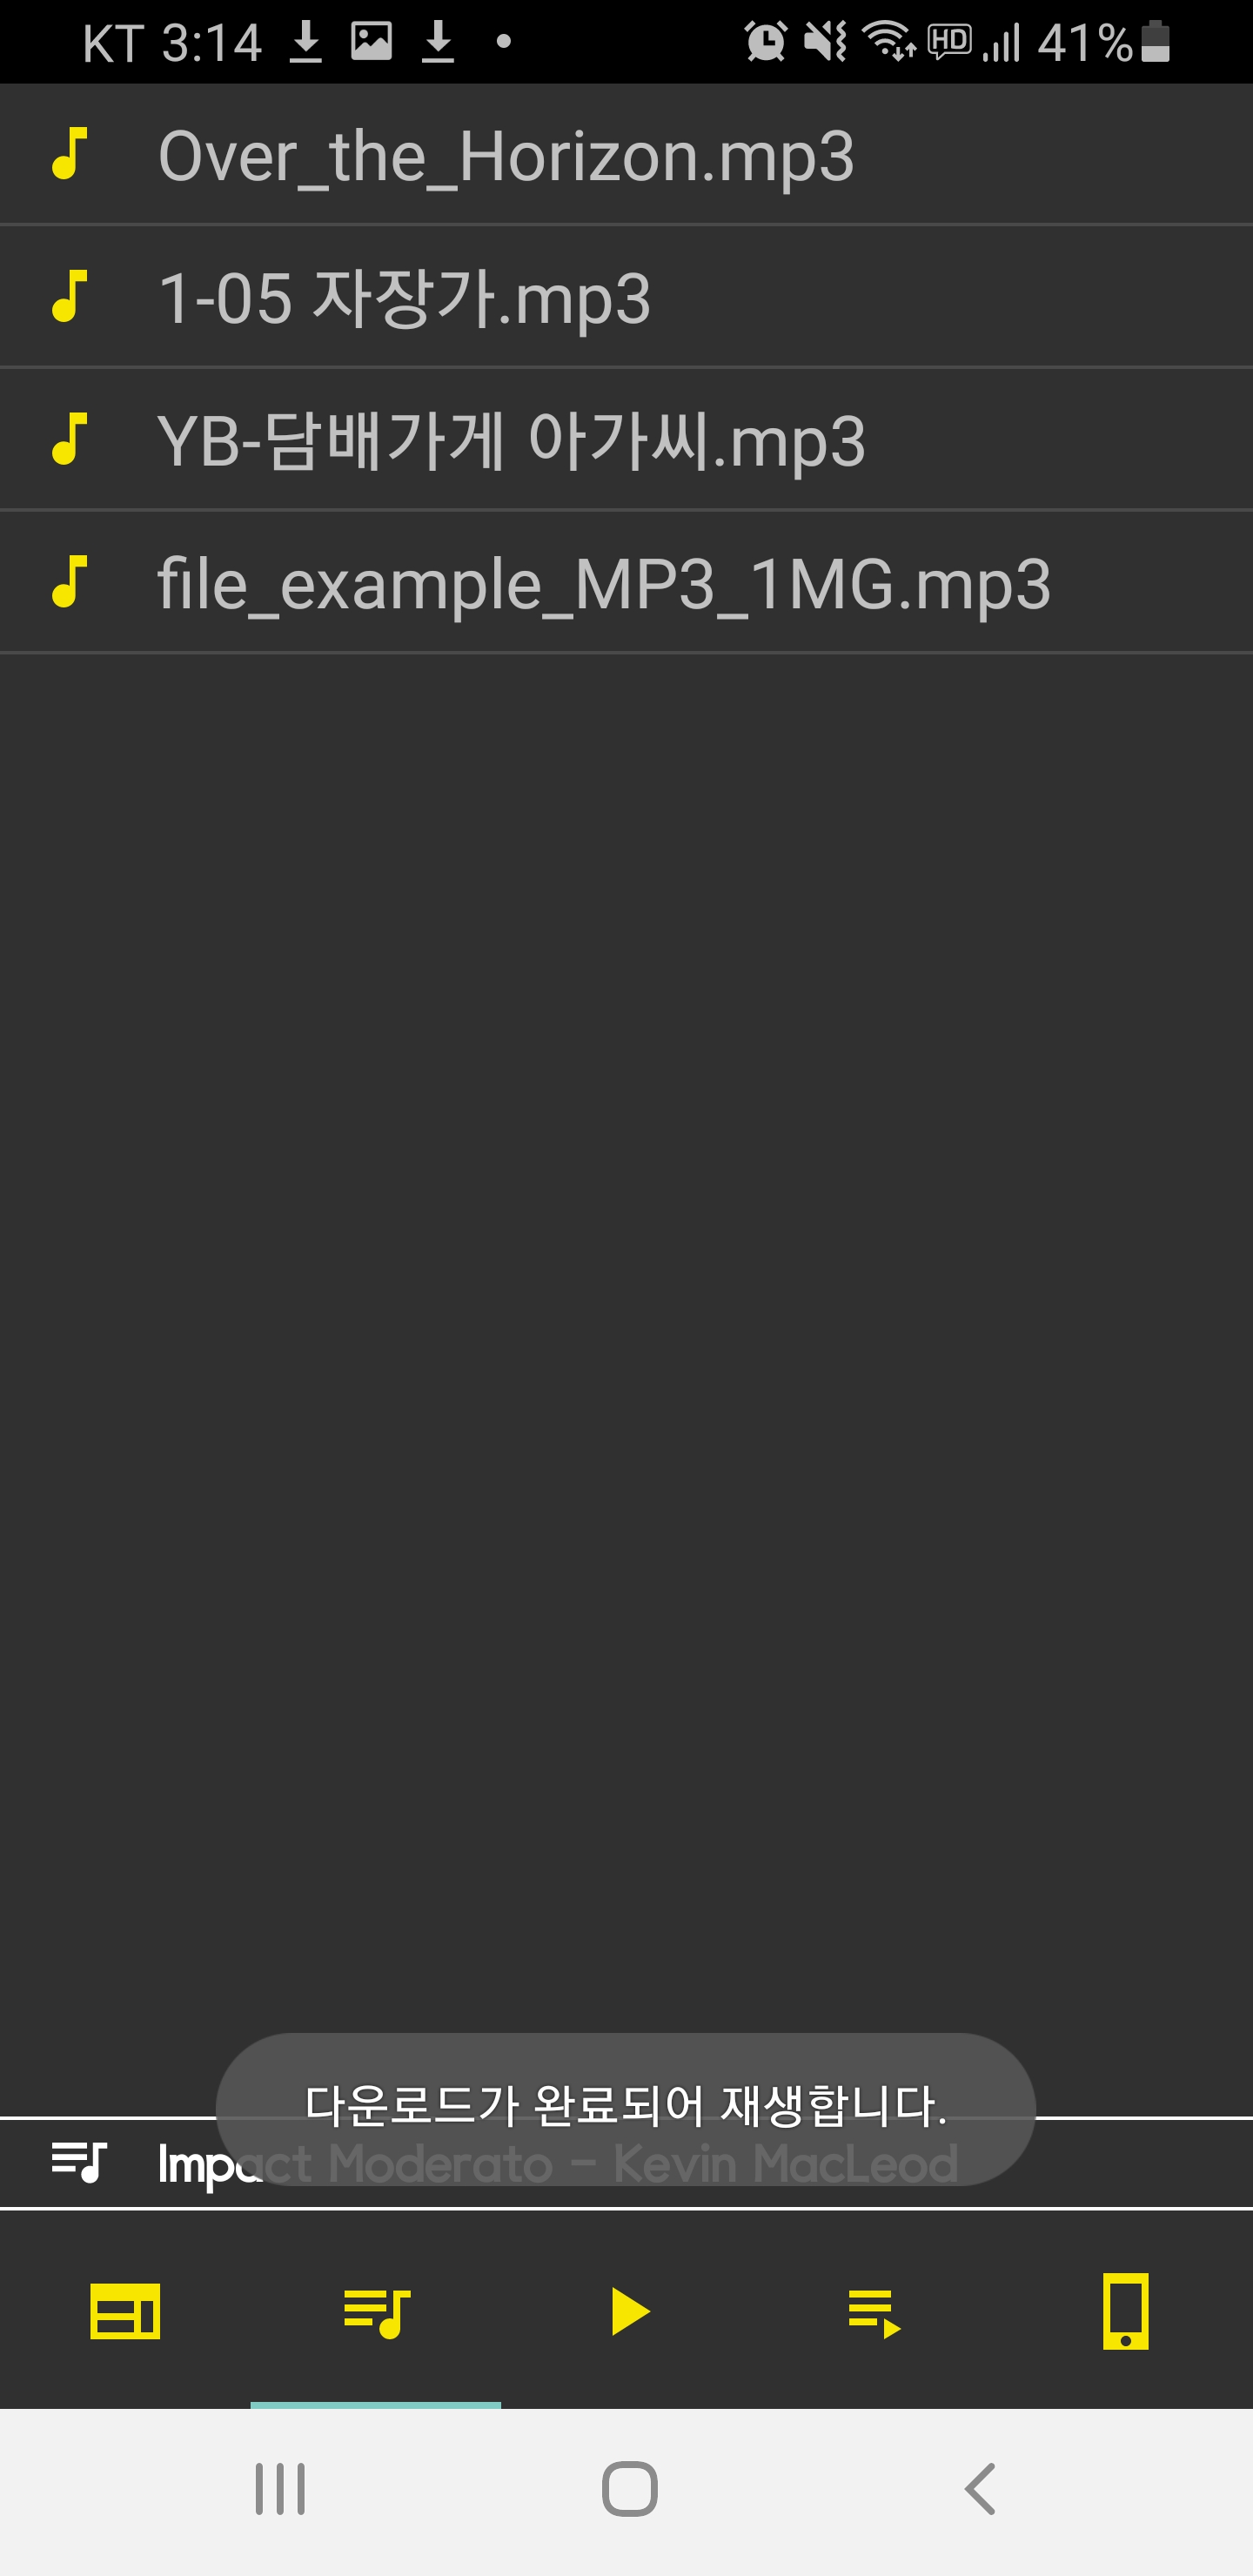 KT 3:14 HD 41%
Over_the_Horizon.mp3
1-05 자장가.mp3
YB-담배가게 아가씨.mp3
file_example_MP3_1MG.mp3
다운로드가 완료되어 재생합니다.
Impact Moderato - Kevin MacLeod